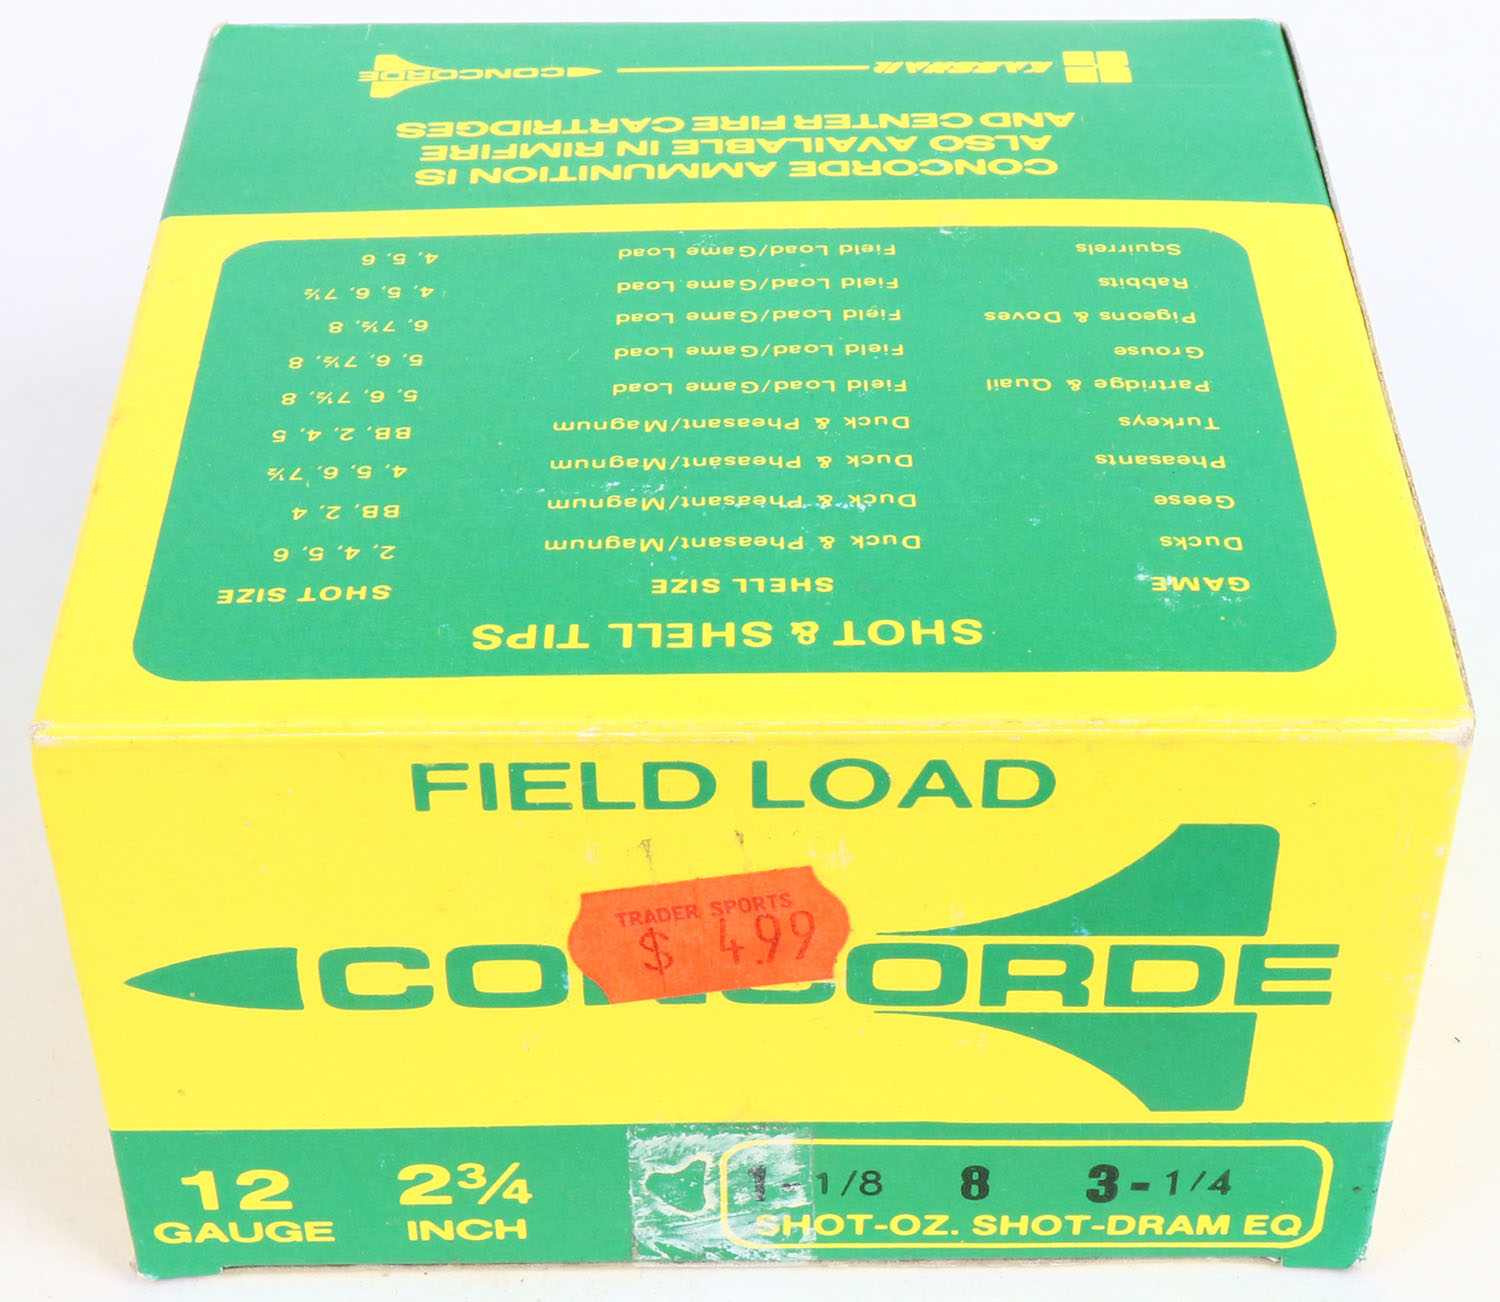 KASSNAR CONCORDE
CONCORDE AMMUNITION IS
ALSO AVAILABLE IN RIMFIRE
AND CENTER FIRE CARTRIDGES
SHOT & SHELL TIPS
GAME SHELL SIZE SHOT SIZE
Ducks Duck & Pheasant/Magnum 2, 4, 5, 6
Geese Duck & Pheasant/Magnum BB, 2, 4
Pheasants Duck & Pheasant/Magnum 4, 5, 6, 7½
Turkeys Duck & Pheasant/Magnum BB, 2, 4, 5
Partridge & Quail Field Load/Game Load 5, 6, 7½, 8
Grouse Field Load/Game Load 5, 6, 7½, 8
Pigeons & Doves Field Load/Game Load 6, 7½, 8
Rabbits Field Load/Game Load 4, 5, 6, 7½
Squirrels Field Load/Game Load 4, 5, 6
FIELD LOAD
TRADER SPORTS
$ 4.99
CONCORDE
12 2¾ 1-1/8 8 3-1/4
GAUGE INCH SHOT-OZ. SHOT-DRAM EQ